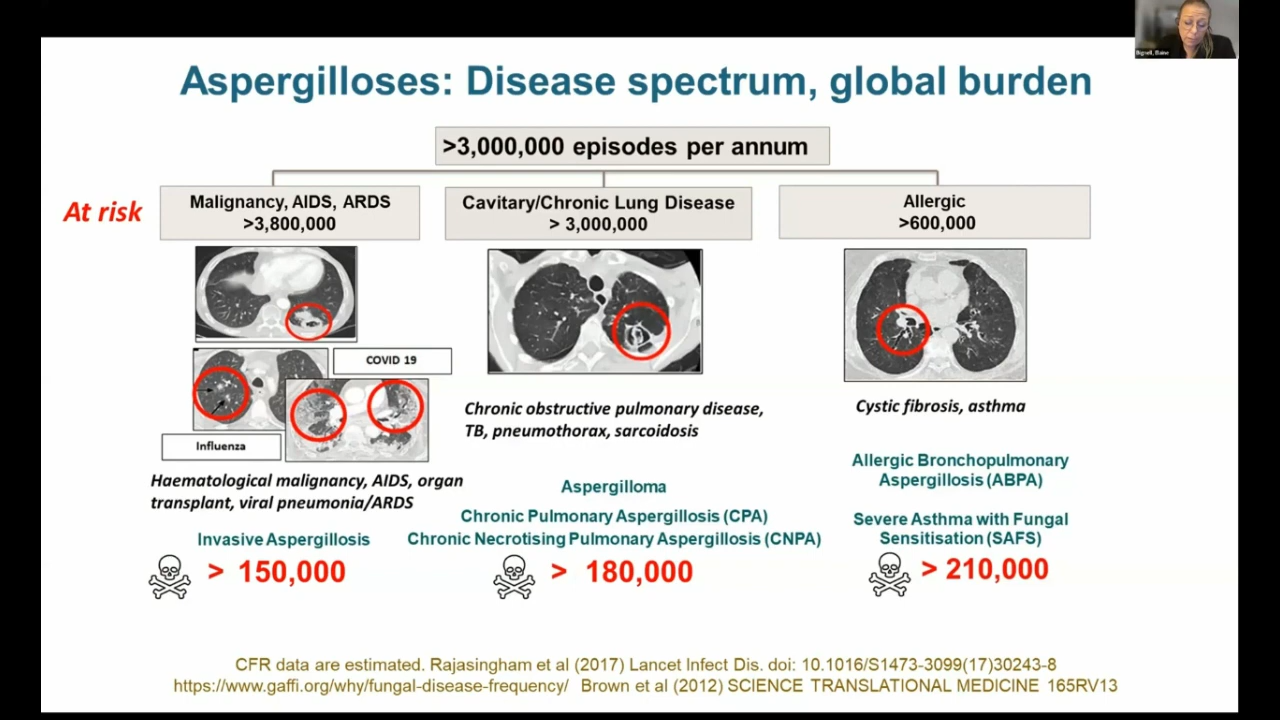 Bignell, Elaine
Aspergilloses: Disease spectrum, global burden
>3,000,000 episodes per annum
At risk
Malignancy, AIDS, ARDS
>3,800,000
Cavitary/Chronic Lung Disease
> 3,000,000
Allergic
>600,000
COVID 19
Influenza
Haematological malignancy, AIDS, organ
transplant, viral pneumonia/ARDS
Invasive Aspergillosis
> 150,000
Chronic obstructive pulmonary disease,
TB, pneumothorax, sarcoidosis
Aspergilloma
Chronic Pulmonary Aspergillosis (CPA)
Chronic Necrotising Pulmonary Aspergillosis (CNPA)
> 180,000
Cystic fibrosis, asthma
Allergic Bronchopulmonary
Aspergillosis (ABPA)
Severe Asthma with Fungal
Sensitisation (SAFS)
> 210,000
CFR data are estimated. Rajasingham et al (2017) Lancet Infect Dis. doi: 10.1016/S1473-3099(17)30243-8
https://www.gaffi.org/why/fungal-disease-frequency/ Brown et al (2012) SCIENCE TRANSLATIONAL MEDICINE 165RV13